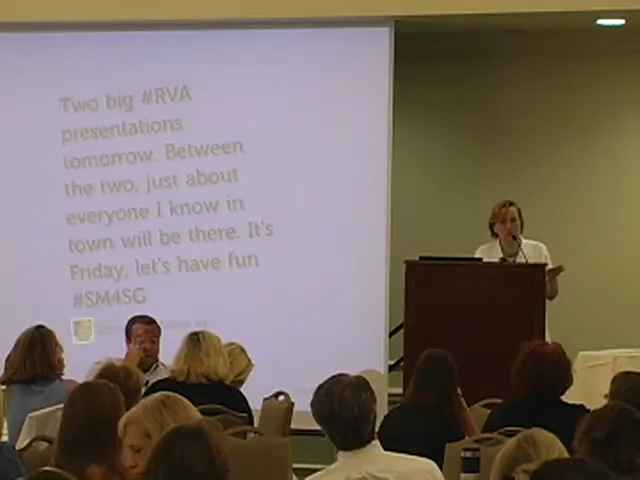 Two big #RVA
presentations
tomorrow. Between
the two, just about
everyone I know in
town will be there. It's
Friday, let's have fun
#SM4SG